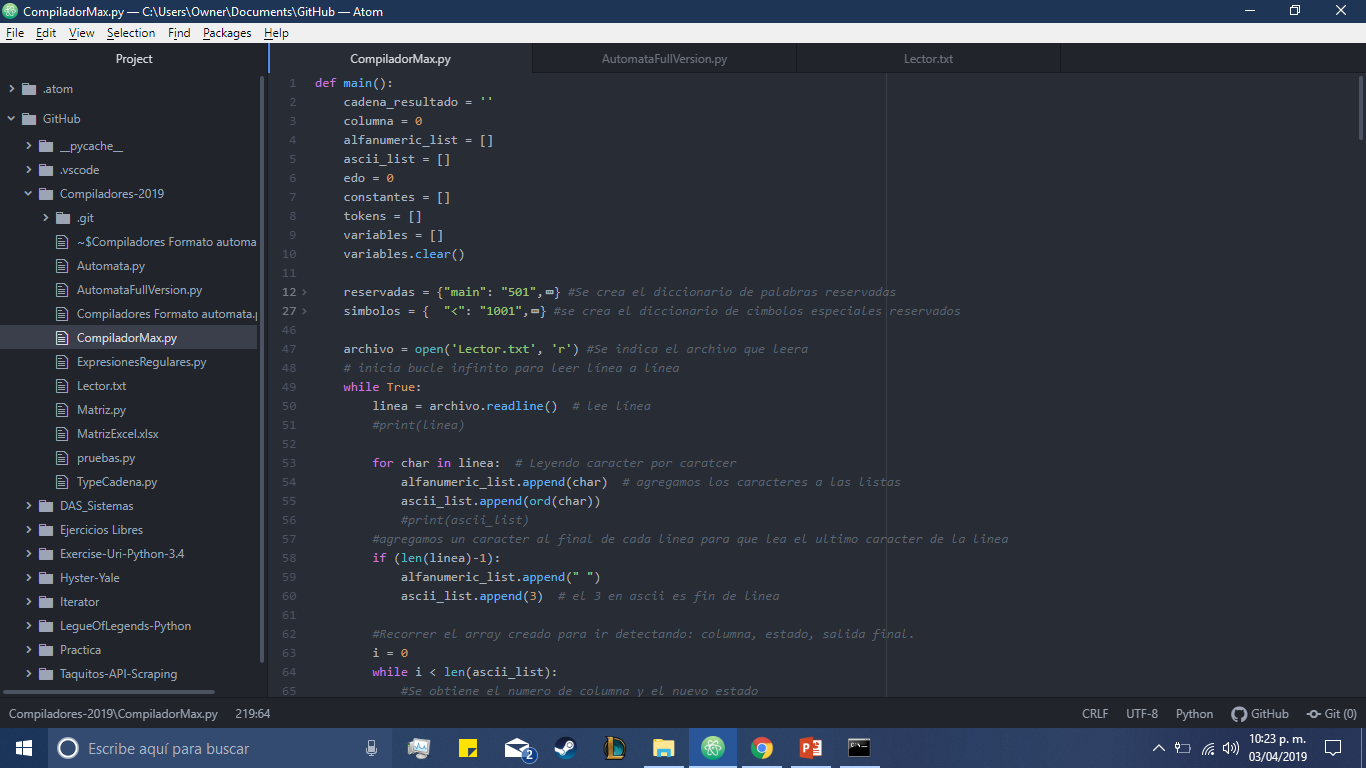 CompiladorMax.py — C:\Users\Owner\Documents\GitHub — Atom
File Edit View Selection Find Packages Help
Project
CompiladorMax.py
AutomataFullVersion.py
Lector.txt
.atom
GitHub
__pycache__
.vscode
Compiladores-2019
.git
~$Compiladores Formato automa
Automata.py
AutomataFullVersion.py
Compiladores Formato automata.
CompiladorMax.py
ExpresionesRegulares.py
Lector.txt
Matriz.py
MatrizExcel.xlsx
pruebas.py
TypeCadena.py
DAS_Sistemas
Ejercicios Libres
Exercise-Uri-Python-3.4
Hyster-Yale
Iterator
LegueOfLegends-Python
Practica
Taquitos-API-Scraping
1 def main():
2 cadena_resultado = ''
3 columna = 0
4 alfanumeric_list = []
5 ascii_list = []
6 edo = 0
7 constantes = []
8 tokens = []
9 variables = []
10 variables.clear()
11
12 reservadas = {"main": "501",…} #Se crea el diccionario de palabras reservadas
27 simbolos = {  "<": "1001",…} #se crea el diccionario de cimbolos especiales reservados
46
47 archivo = open('Lector.txt', 'r') #Se indica el archivo que leera
48 # inicia bucle infinito para leer línea a línea
49 while True:
50 linea = archivo.readline()  # lee línea
51 #print(linea)
52
53 for char in linea:  # Leyendo caracter por caratcer
54 alfanumeric_list.append(char)  # agregamos los caracteres a las listas
55 ascii_list.append(ord(char))
56 #print(ascii_list)
57 #agregamos un caracter al final de cada linea para que lea el ultimo caracter de la linea
58 if (len(linea)-1):
59 alfanumeric_list.append(" ")
60 ascii_list.append(3)  # el 3 en ascii es fin de linea
61
62 #Recorrer el array creado para ir detectando: columna, estado, salida final.
63 i = 0
64 while i < len(ascii_list):
65 #Se obtiene el numero de columna y el nuevo estado
Compiladores-2019\CompiladorMax.py 219:64 CRLF UTF-8 Python GitHub Git (0)
Escribe aquí para buscar
2
10:23 p. m.
03/04/2019